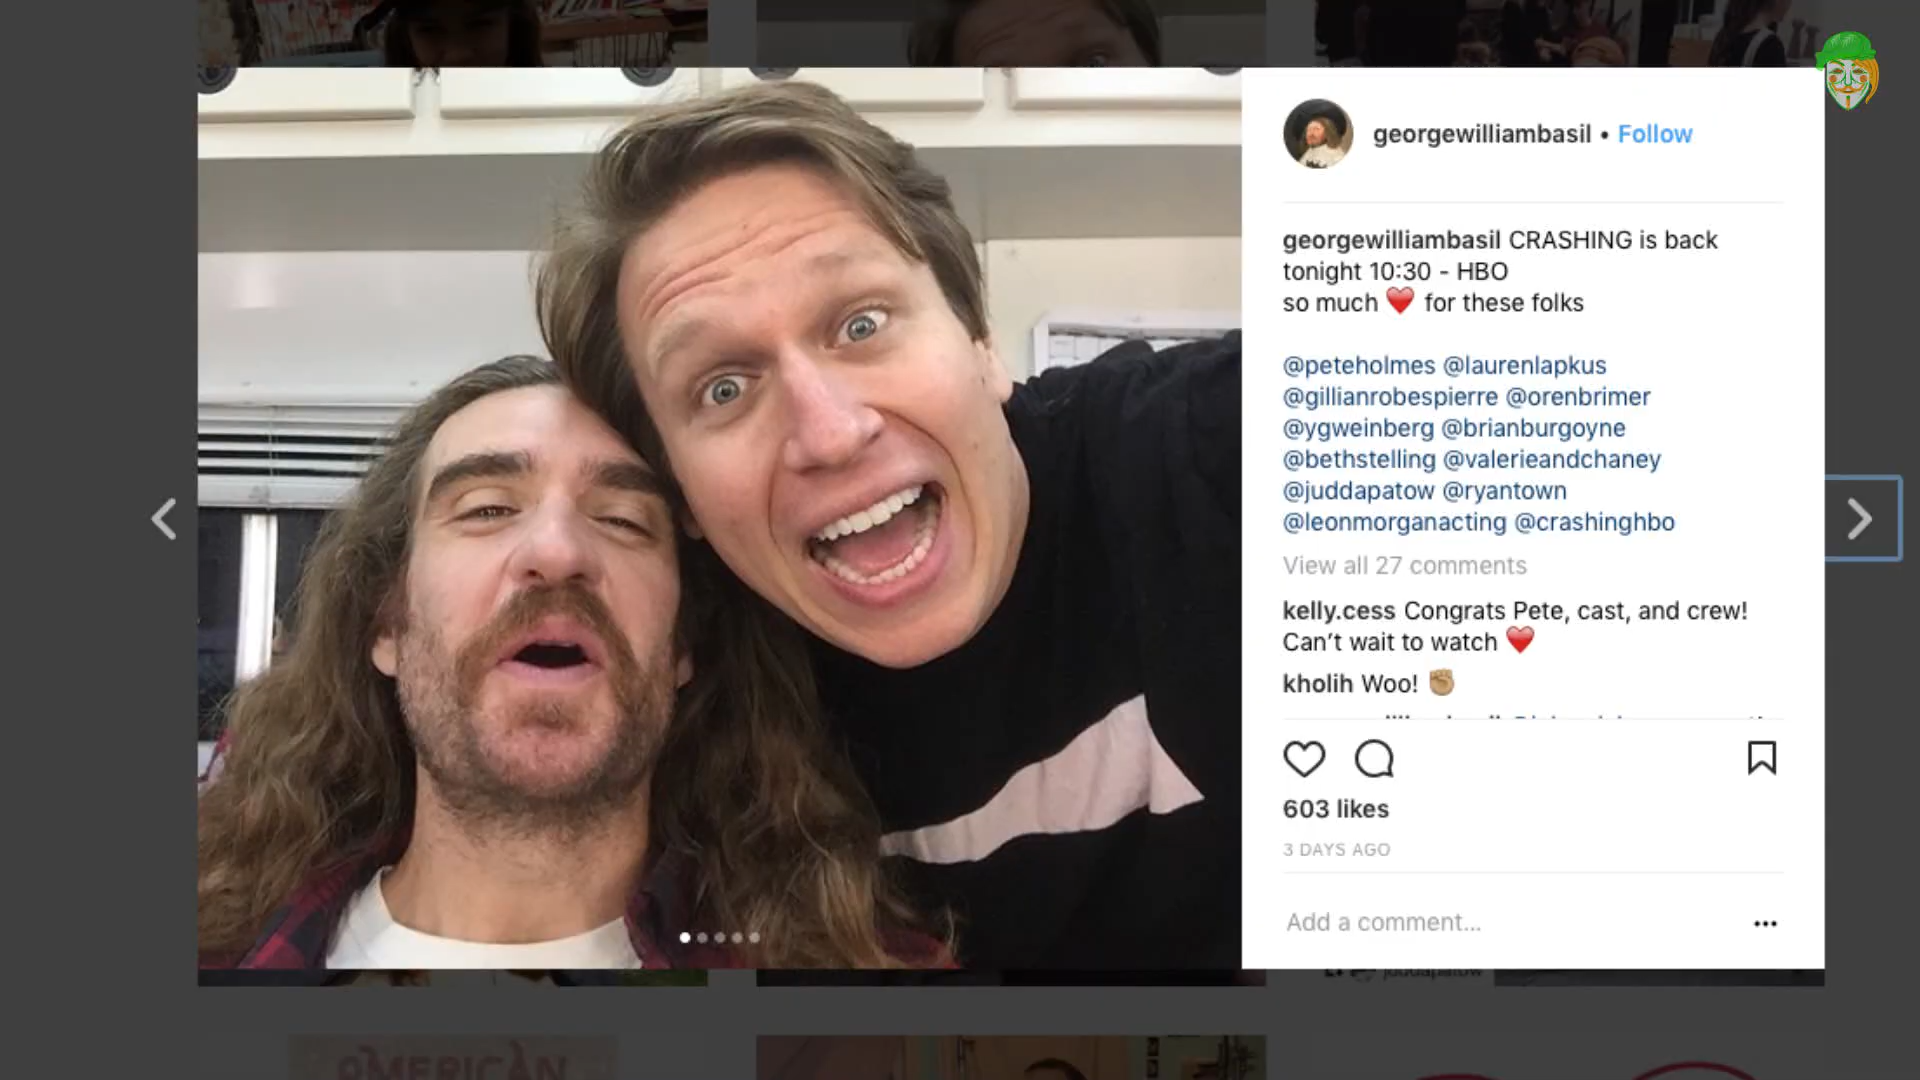 georgewilliambasil • Follow
georgewilliambasil CRASHING is back
tonight 10:30 - HBO
so much ❤️ for these folks
@peteholmes @laurenlapkus
@gillianrobespierre @orenbrimer
@ygweinberg @brianburgoyne
@bethstelling @valerieandchaney
@juddapatow @ryantown
@leonmorganacting @crashinghbo
View all 27 comments
kelly.cess Congrats Pete, cast, and crew!
Can’t wait to watch ❤️
kholih Woo! ✊🏽
603 likes
3 DAYS AGO
Add a comment...
juddapatow
AMERICAN